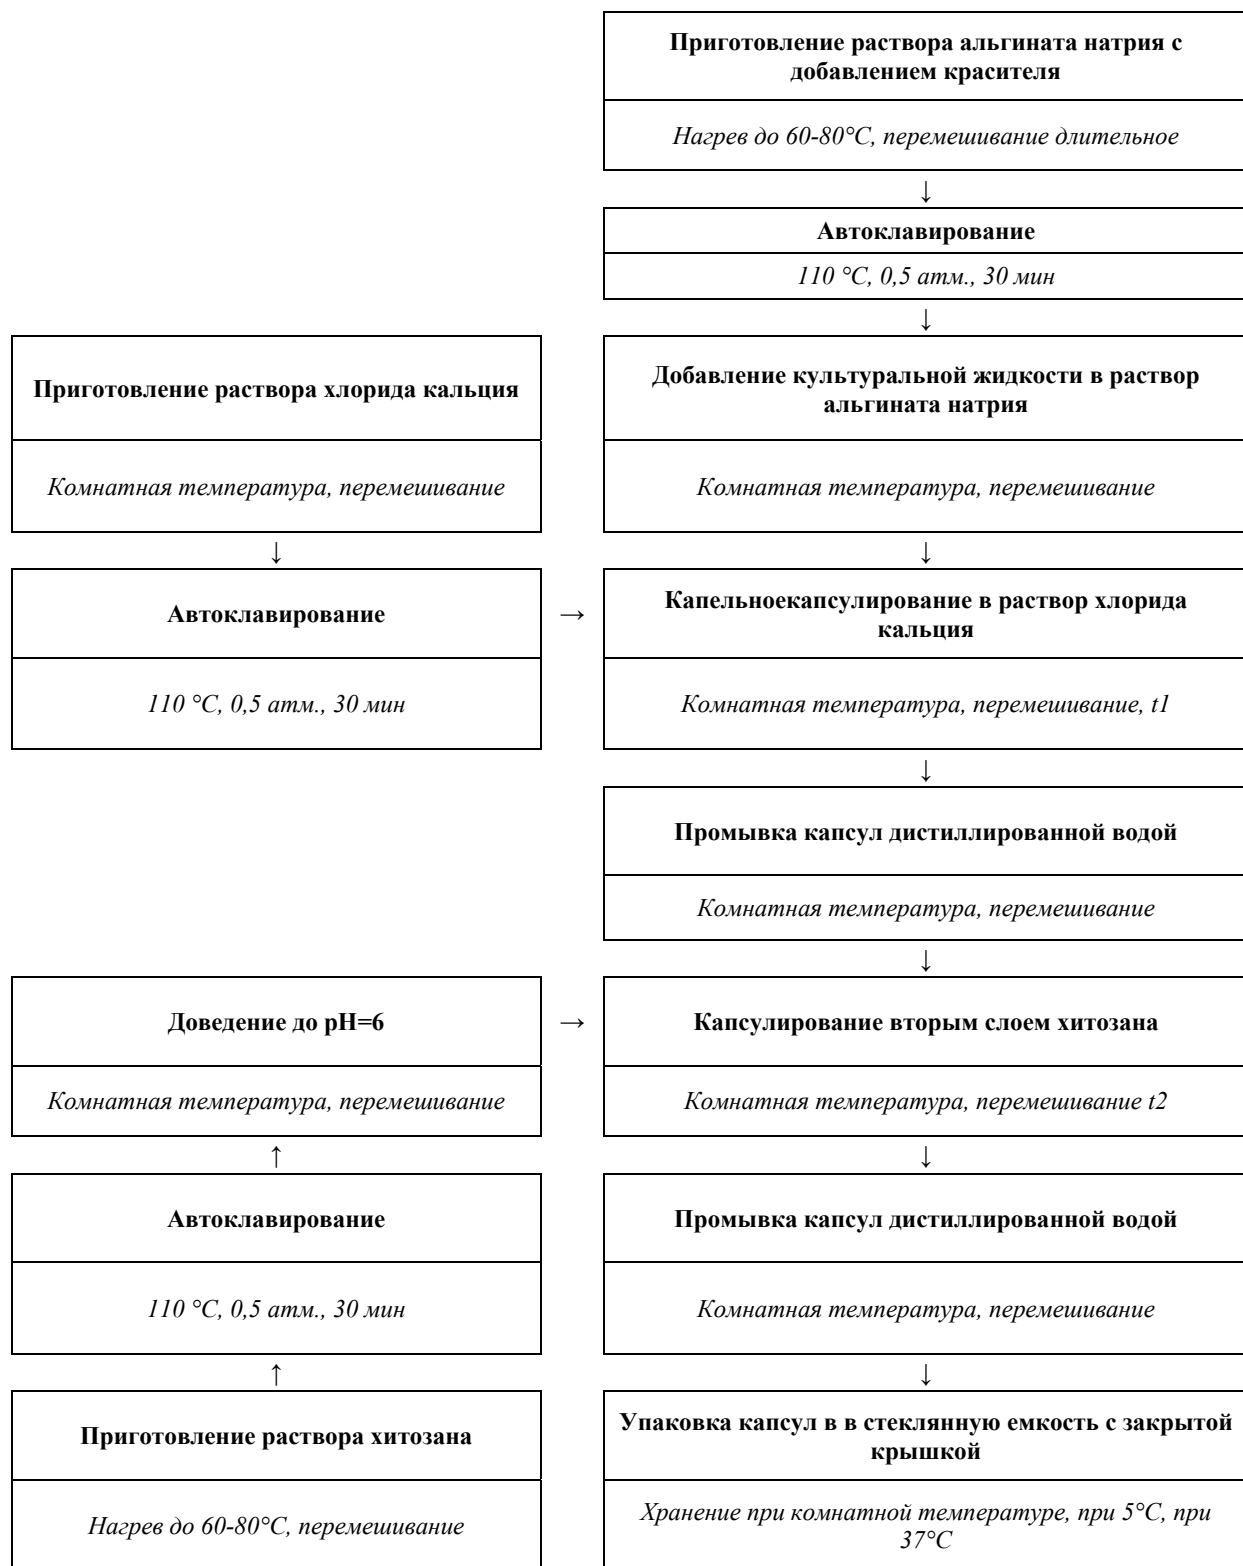 Приготовление раствора альгината натрия с
добавлением красителя
Нагрев до 60-80°С, перемешивание длительное
↓
Автоклавирование
110 °С, 0,5 атм., 30 мин
↓
Приготовление раствора хлорида кальция
Комнатная температура, перемешивание
↓
Автоклавирование
110 °С, 0,5 атм., 30 мин
→
Добавление культуральной жидкости в раствор
альгината натрия
Комнатная температура, перемешивание
↓
Капельноекапсулирование в раствор хлорида
кальция
Комнатная температура, перемешивание, t1
↓
Промывка капсул дистиллированной водой
Комнатная температура, перемешивание
↓
Доведение до pH=6
Комнатная температура, перемешивание
↑
Автоклавирование
110 °С, 0,5 атм., 30 мин
↑
Приготовление раствора хитозана
Нагрев до 60-80°С, перемешивание
→
Капсулирование вторым слоем хитозана
Комнатная температура, перемешивание t2
↓
Промывка капсул дистиллированной водой
Комнатная температура, перемешивание
↓
Упаковка капсул в в стеклянную емкость с закрытой
крышкой
Хранение при комнатной температуре, при 5°С, при
37°С